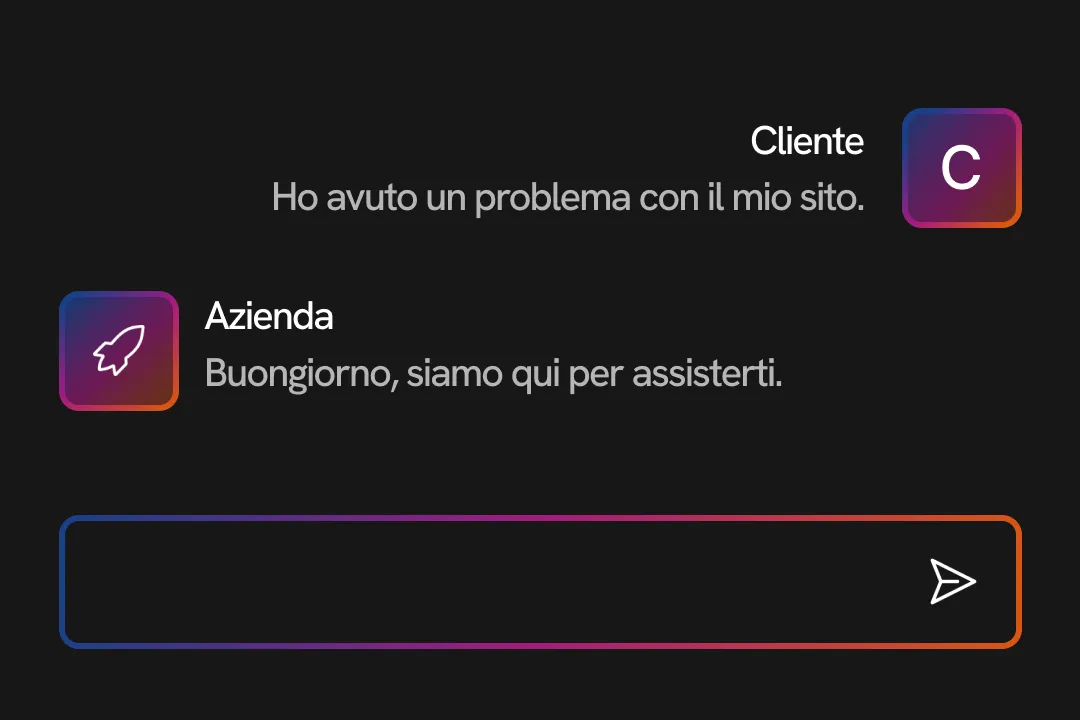 Cliente
Ho avuto un problema con il mio sito.
C
Azienda
Buongiorno, siamo qui per assisterti.